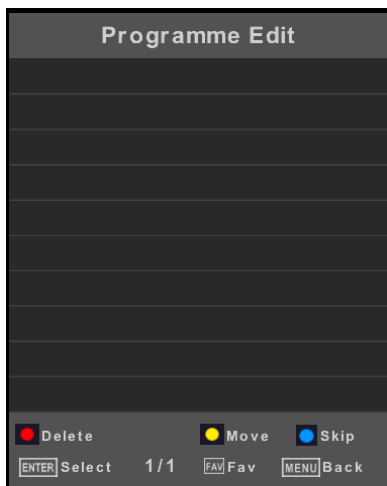 Programme Edit
Delete Move Skip
ENTER Select 1/1 FAV Fav MENU Back